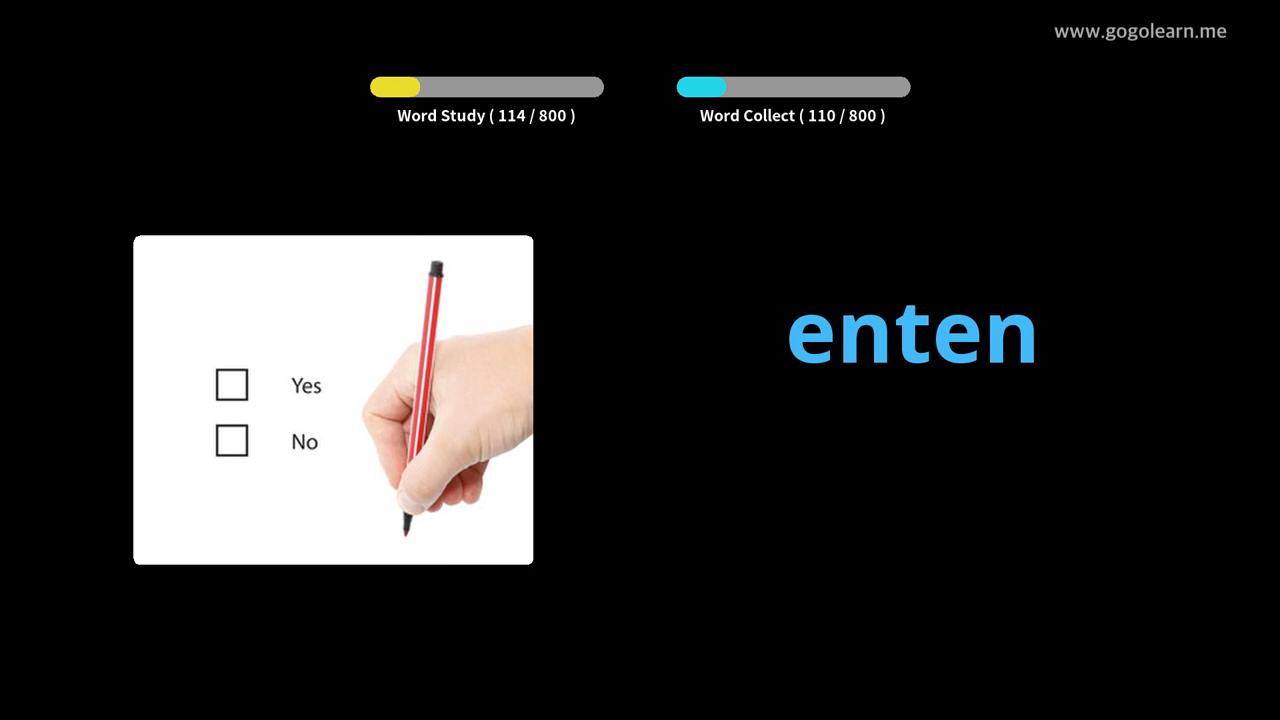 www.gogolearn.me
Word Study ( 114 / 800 )
Word Collect ( 110 / 800 )
Yes
No
enten